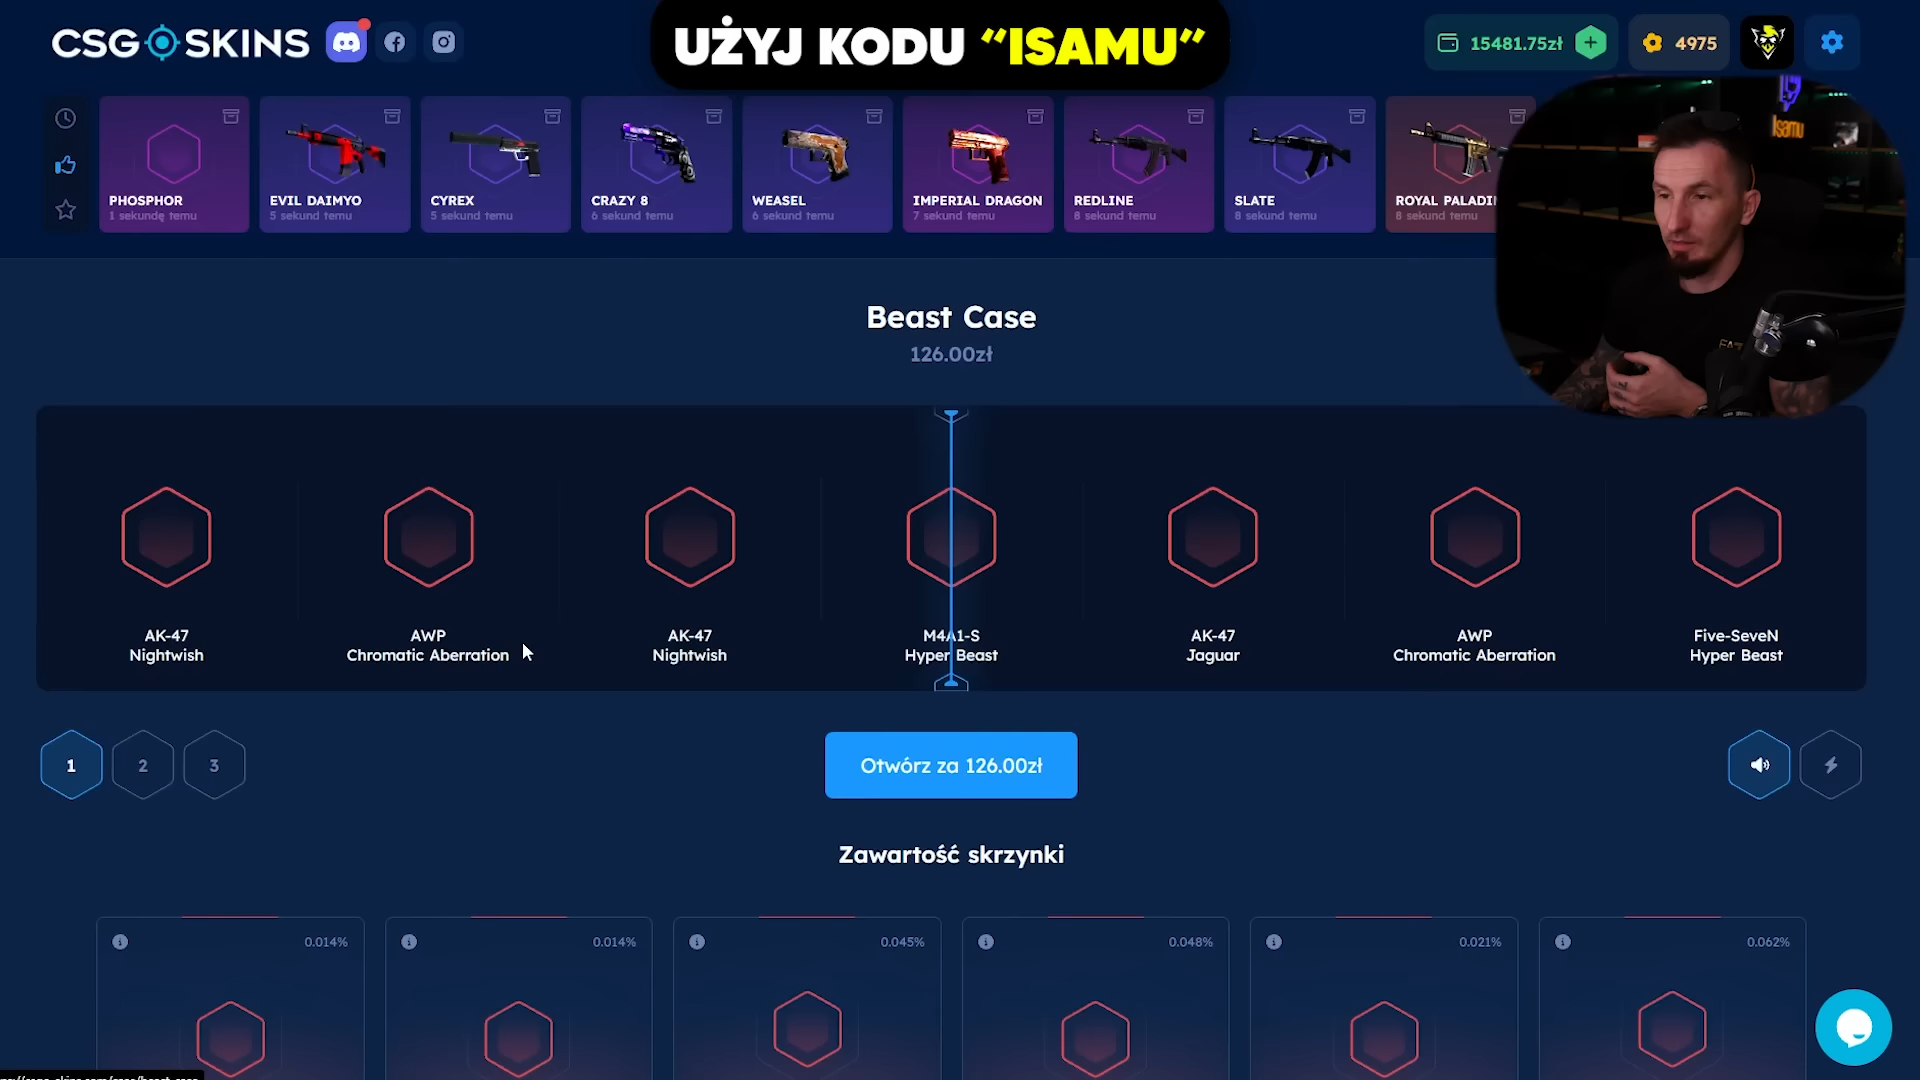 CSG SKINS
UŻYJ KODU “ISAMU”
15481.75zł
4975
Isamu
PHOSPHOR
1 sekundę temu
EVIL DAIMYO
5 sekund temu
CYREX
5 sekund temu
CRAZY 8
6 sekund temu
WEASEL
6 sekund temu
IMPERIAL DRAGON
7 sekund temu
REDLINE
8 sekund temu
SLATE
8 sekund temu
ROYAL PALADI
8 sekund temu
Beast Case
126.00zł
AK-47
Nightwish
AWP
Chromatic Aberration
AK-47
Nightwish
M4A1-S
Hyper Beast
AK-47
Jaguar
AWP
Chromatic Aberration
Five-SeveN
Hyper Beast
1
2
3
Otwórz za 126.00zł
Zawartość skrzynki
0.014%
0.014%
0.045%
0.048%
0.021%
0.062%